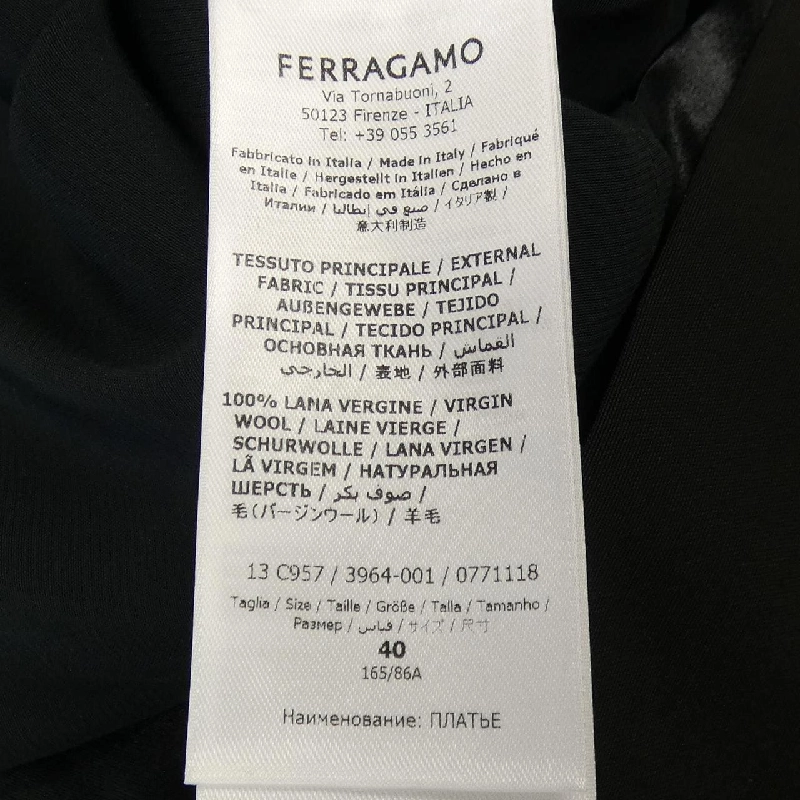 FERRAGAMO
Via Tornabuoni, 2
50123 Firenze - ITALIA
Tel: +39 055 3561
Fabbricato in Italia / Made in Italy / Fabriqué
en Italie / Hergestellt in Italien / Hecho en
Italia / Fabricado em Itália / Сделано в
Италии / صنع في إيطاليا / イタリア製 /
意大利制造
TESSUTO PRINCIPALE / EXTERNAL
FABRIC / TISSU PRINCIPAL /
AUßENGEWEBE / TEJIDO
PRINCIPAL / TECIDO PRINCIPAL /
ОСНОВНАЯ ТКАНЬ / القماش
الخارجي / 表地 / 外部面料
100% LANA VERGINE / VIRGIN
WOOL / LAINE VIERGE /
SCHURWOLLE / LANA VIRGEN /
LÃ VIRGEM / НАТУРАЛЬНАЯ
ШЕРСТЬ / صوف بكر /
毛(バージンウール) / 羊毛
13 C957 / 3964-001 / 0771118
Taglia / Size / Taille / Größe / Talla / Tamanho /
Размер / قياس / サイズ / 尺寸
40
165/86A
Наименование: ПЛАТЬЕ